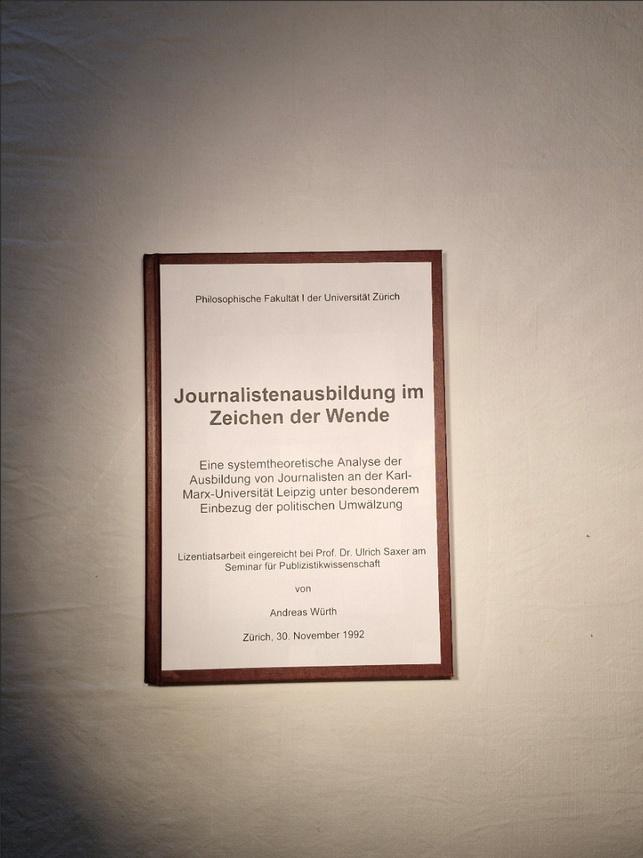 Philosophische Fakultät I der Universität Zürich
Journalistenausbildung im
Zeichen der Wende
Eine systemtheoretische Analyse der
Ausbildung von Journalisten an der Karl-
Marx-Universität Leipzig unter besonderem
Einbezug der politischen Umwälzung
Lizentiatsarbeit eingereicht bei Prof. Dr. Ulrich Saxer am
Seminar für Publizistikwissenschaft
von
Andreas Würth
Zürich, 30. November 1992